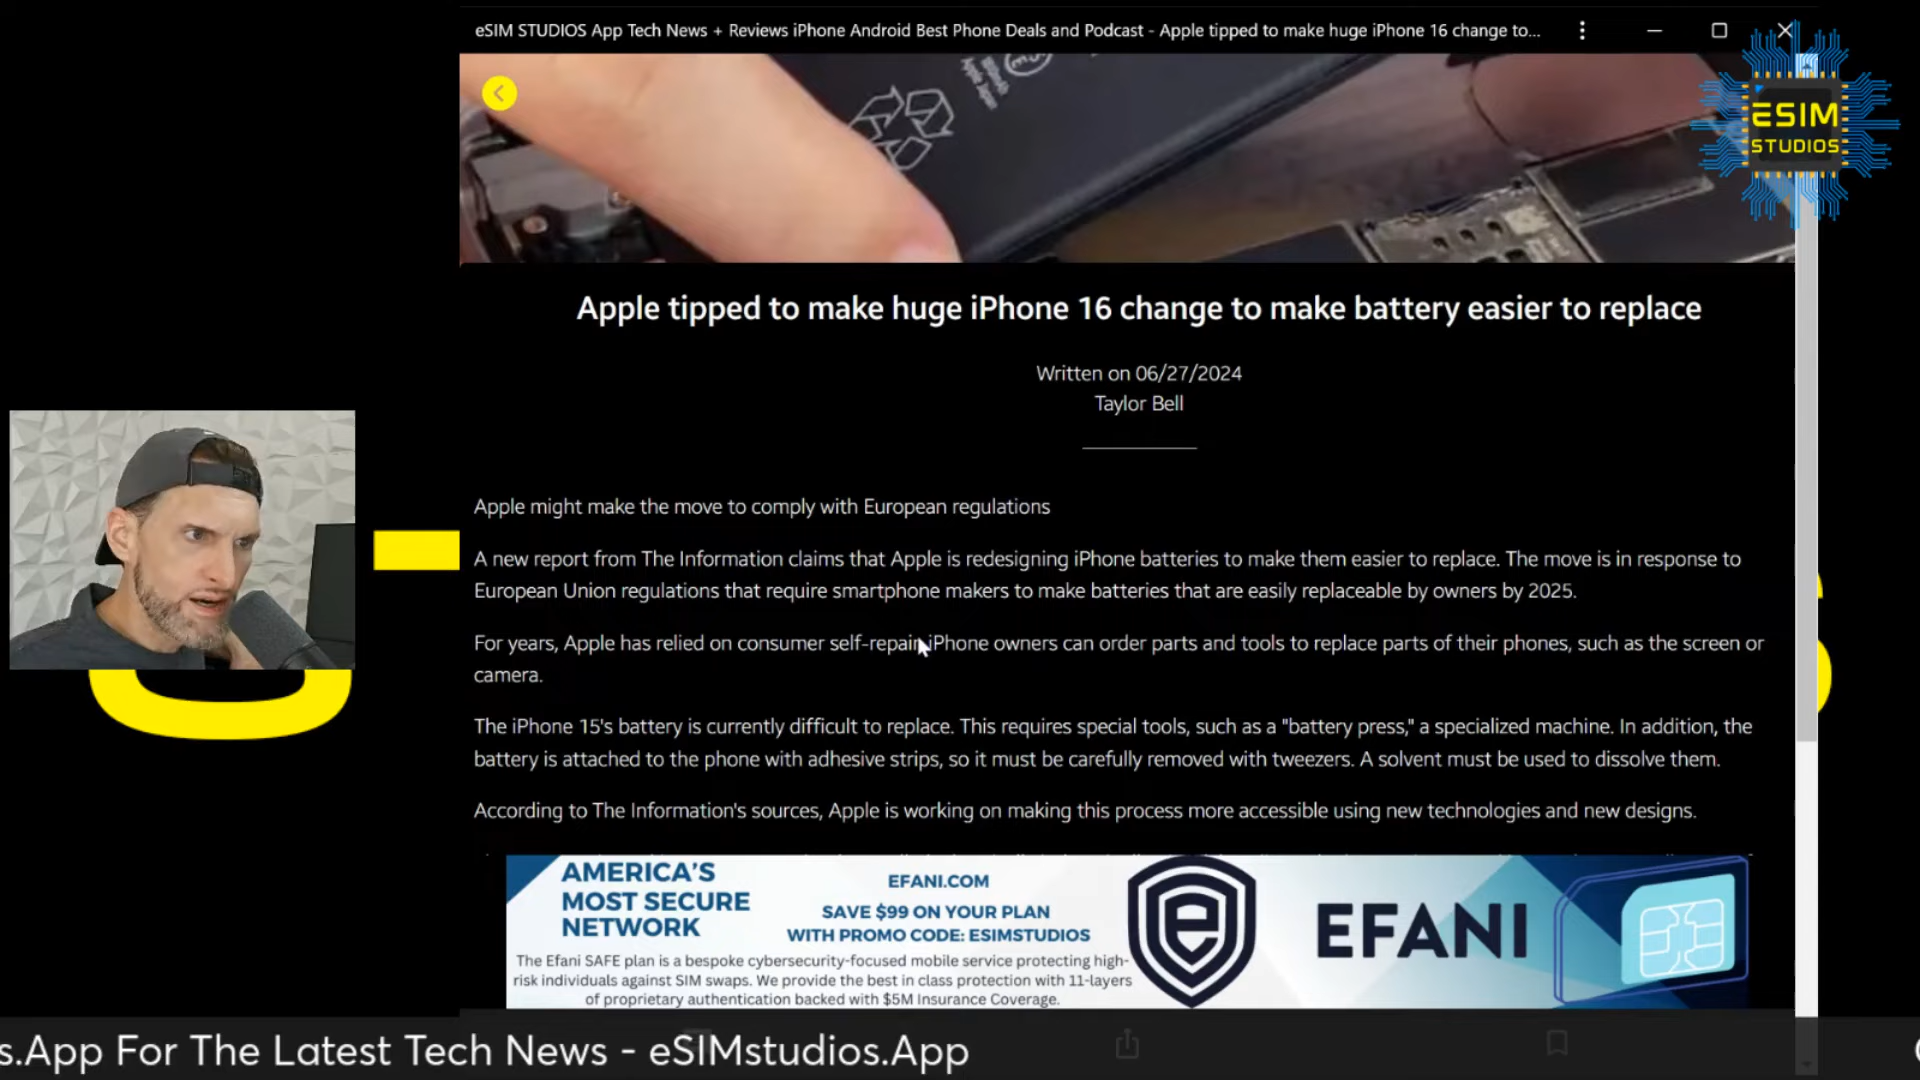 eSIM STUDIOS App Tech News + Reviews iPhone Android Best Phone Deals and Podcast - Apple tipped to make huge iPhone 16 change to...
ESIM
STUDIOS
Apple Japan
Apple tipped to make huge iPhone 16 change to make battery easier to replace
Written on 06/27/2024
Taylor Bell
Apple might make the move to comply with European regulations
A new report from The Information claims that Apple is redesigning iPhone batteries to make them easier to replace. The move is in response to
European Union regulations that require smartphone makers to make batteries that are easily replaceable by owners by 2025.
For years, Apple has relied on consumer self-repair iPhone owners can order parts and tools to replace parts of their phones, such as the screen or
camera.
The iPhone 15's battery is currently difficult to replace. This requires special tools, such as a "battery press," a specialized machine. In addition, the
battery is attached to the phone with adhesive strips, so it must be carefully removed with tweezers. A solvent must be used to dissolve them.
According to The Information's sources, Apple is working on making this process more accessible using new technologies and new designs.
AMERICA'S
MOST SECURE
NETWORK
EFANI.COM
SAVE $99 ON YOUR PLAN
WITH PROMO CODE: ESIMSTUDIOS
The Efani SAFE plan is a bespoke cybersecurity-focused mobile service protecting high-
risk individuals against SIM swaps. We provide the best in class protection with 11-layers
of proprietary authentication backed with $5M Insurance Coverage.
e
EFANI
s.App For The Latest Tech News - eSIMstudios.App